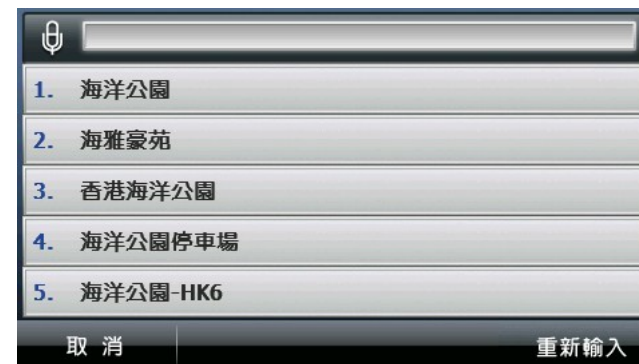 1. 海洋公園
2. 海雅豪苑
3. 香港海洋公園
4. 海洋公園停車場
5. 海洋公園-HK6
取 消 重新輸入